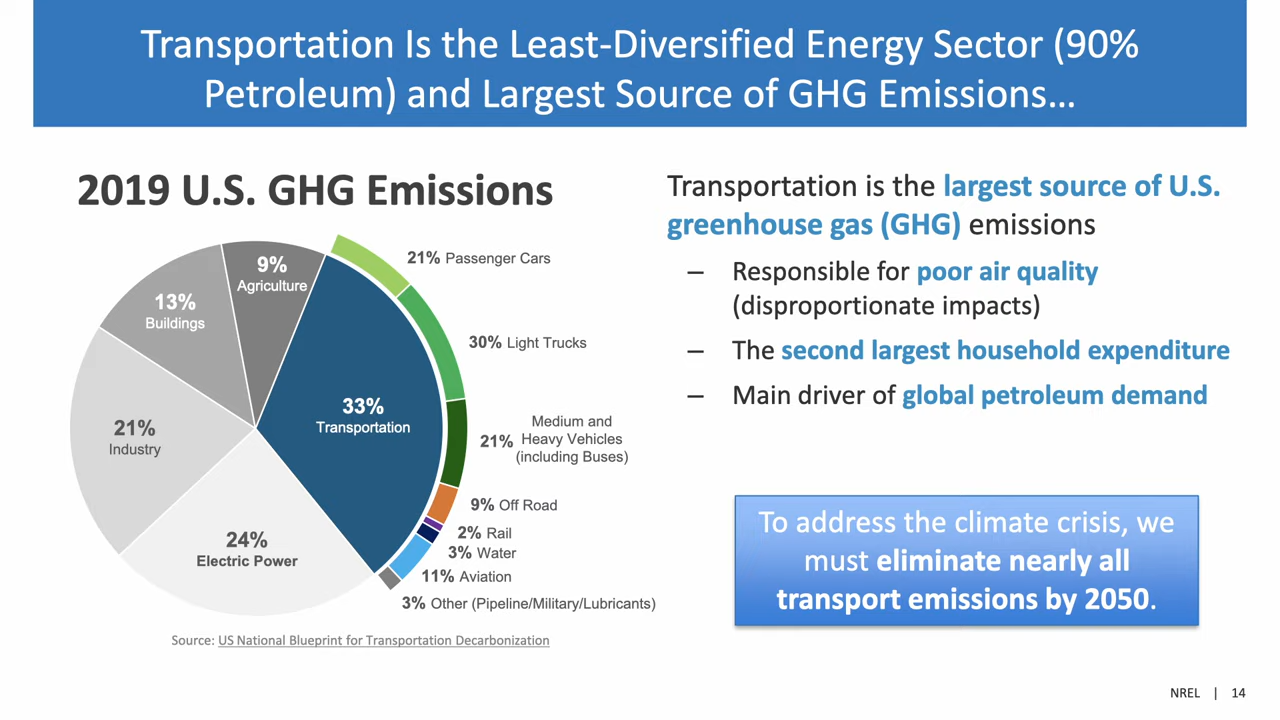 Transportation Is the Least-Diversified Energy Sector (90%
Petroleum) and Largest Source of GHG Emissions…
2019 U.S. GHG Emissions
9%
Agriculture
13%
Buildings
21%
Industry
24%
Electric Power
33%
Transportation
21% Passenger Cars
30% Light Trucks
Medium and
21% Heavy Vehicles
(including Buses)
9% Off Road
2% Rail
3% Water
11% Aviation
3% Other (Pipeline/Military/Lubricants)
Source: US National Blueprint for Transportation Decarbonization
Transportation is the largest source of U.S.
greenhouse gas (GHG) emissions
– Responsible for poor air quality
(disproportionate impacts)
– The second largest household expenditure
– Main driver of global petroleum demand
To address the climate crisis, we
must eliminate nearly all
transport emissions by 2050.
NREL | 14